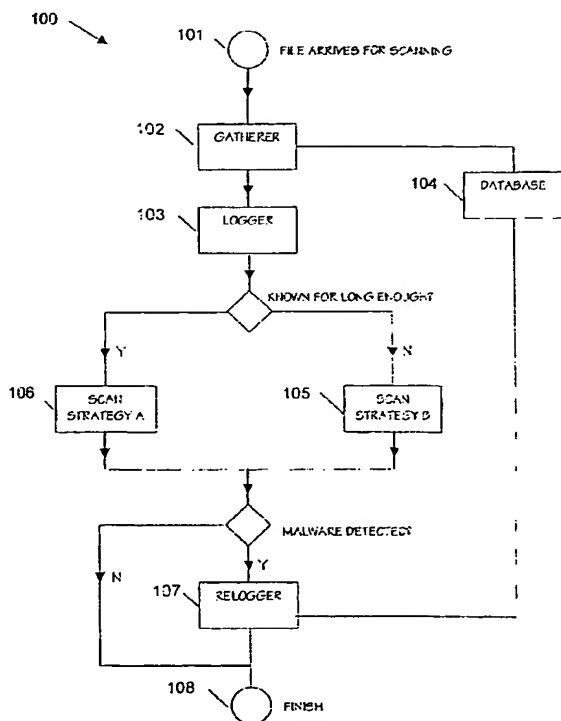 100
101
FILE ARRIVES FOR SCANNING
102
GATHERER
104
DATABASE
103
LOGGER
KNOWN FOR LONG ENOUGH?
Y
N
106
SCAN
STRATEGY A
105
SCAN
STRATEGY B
MALWARE DETECTED?
N
Y
107
RELOGGER
108
FINISH